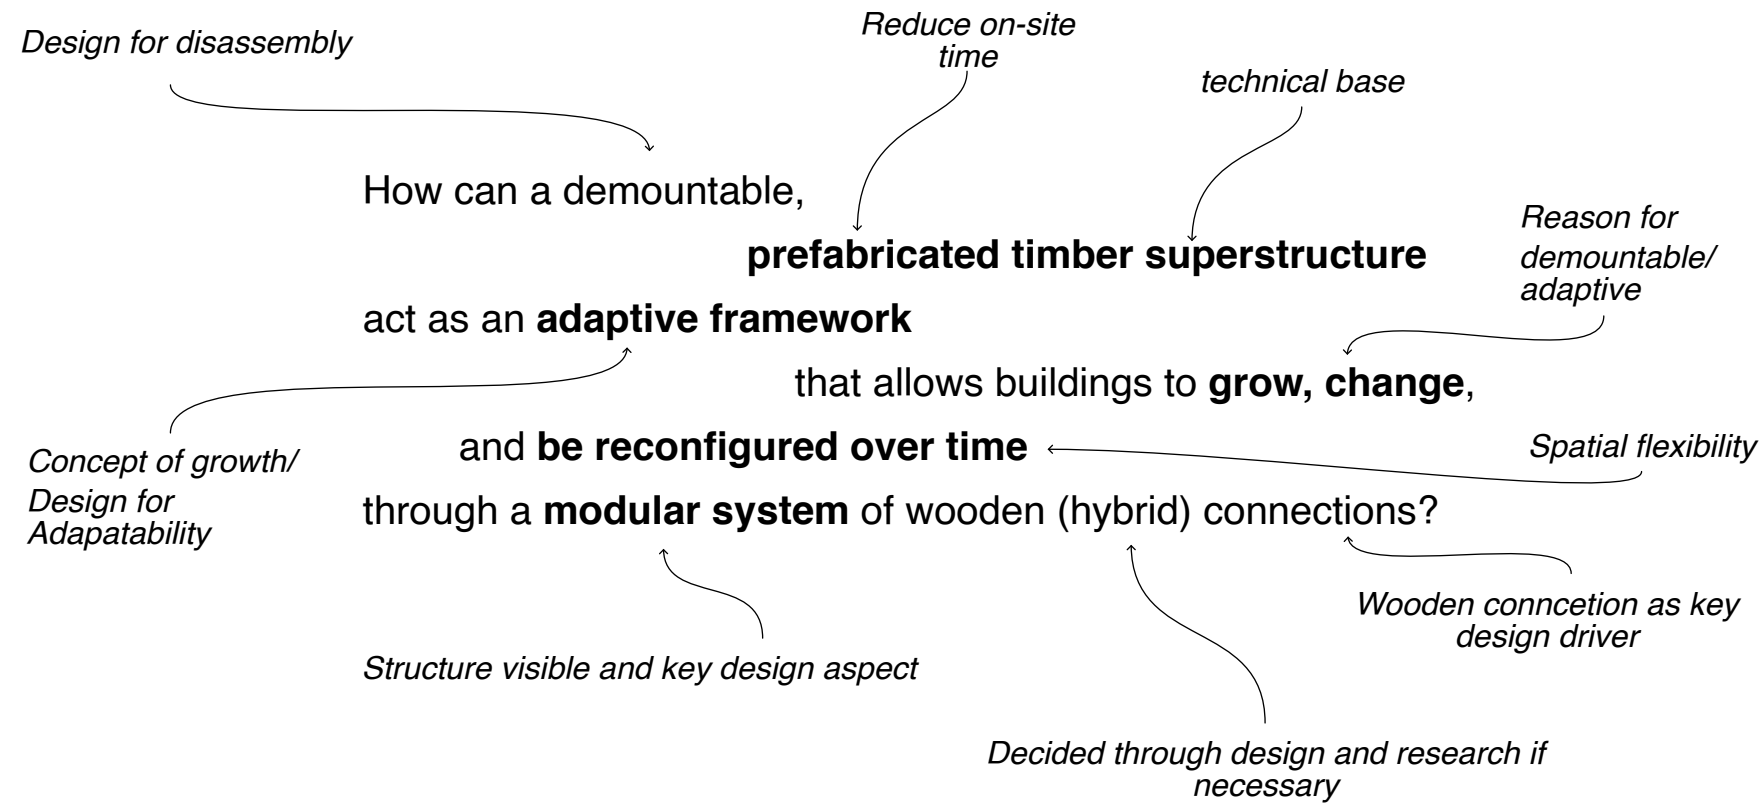 Design for disassembly
Reduce on-site
time
technical base
How can a demountable,
prefabricated timber superstructure
Reason for
demountable/
adaptive
act as an adaptive framework
that allows buildings to grow, change,
and be reconfigured over time
Spatial flexibility
Concept of growth/
Design for
Adapatability
through a modular system of wooden (hybrid) connections?
Wooden conncetion as key
design driver
Structure visible and key design aspect
Decided through design and research if
necessary